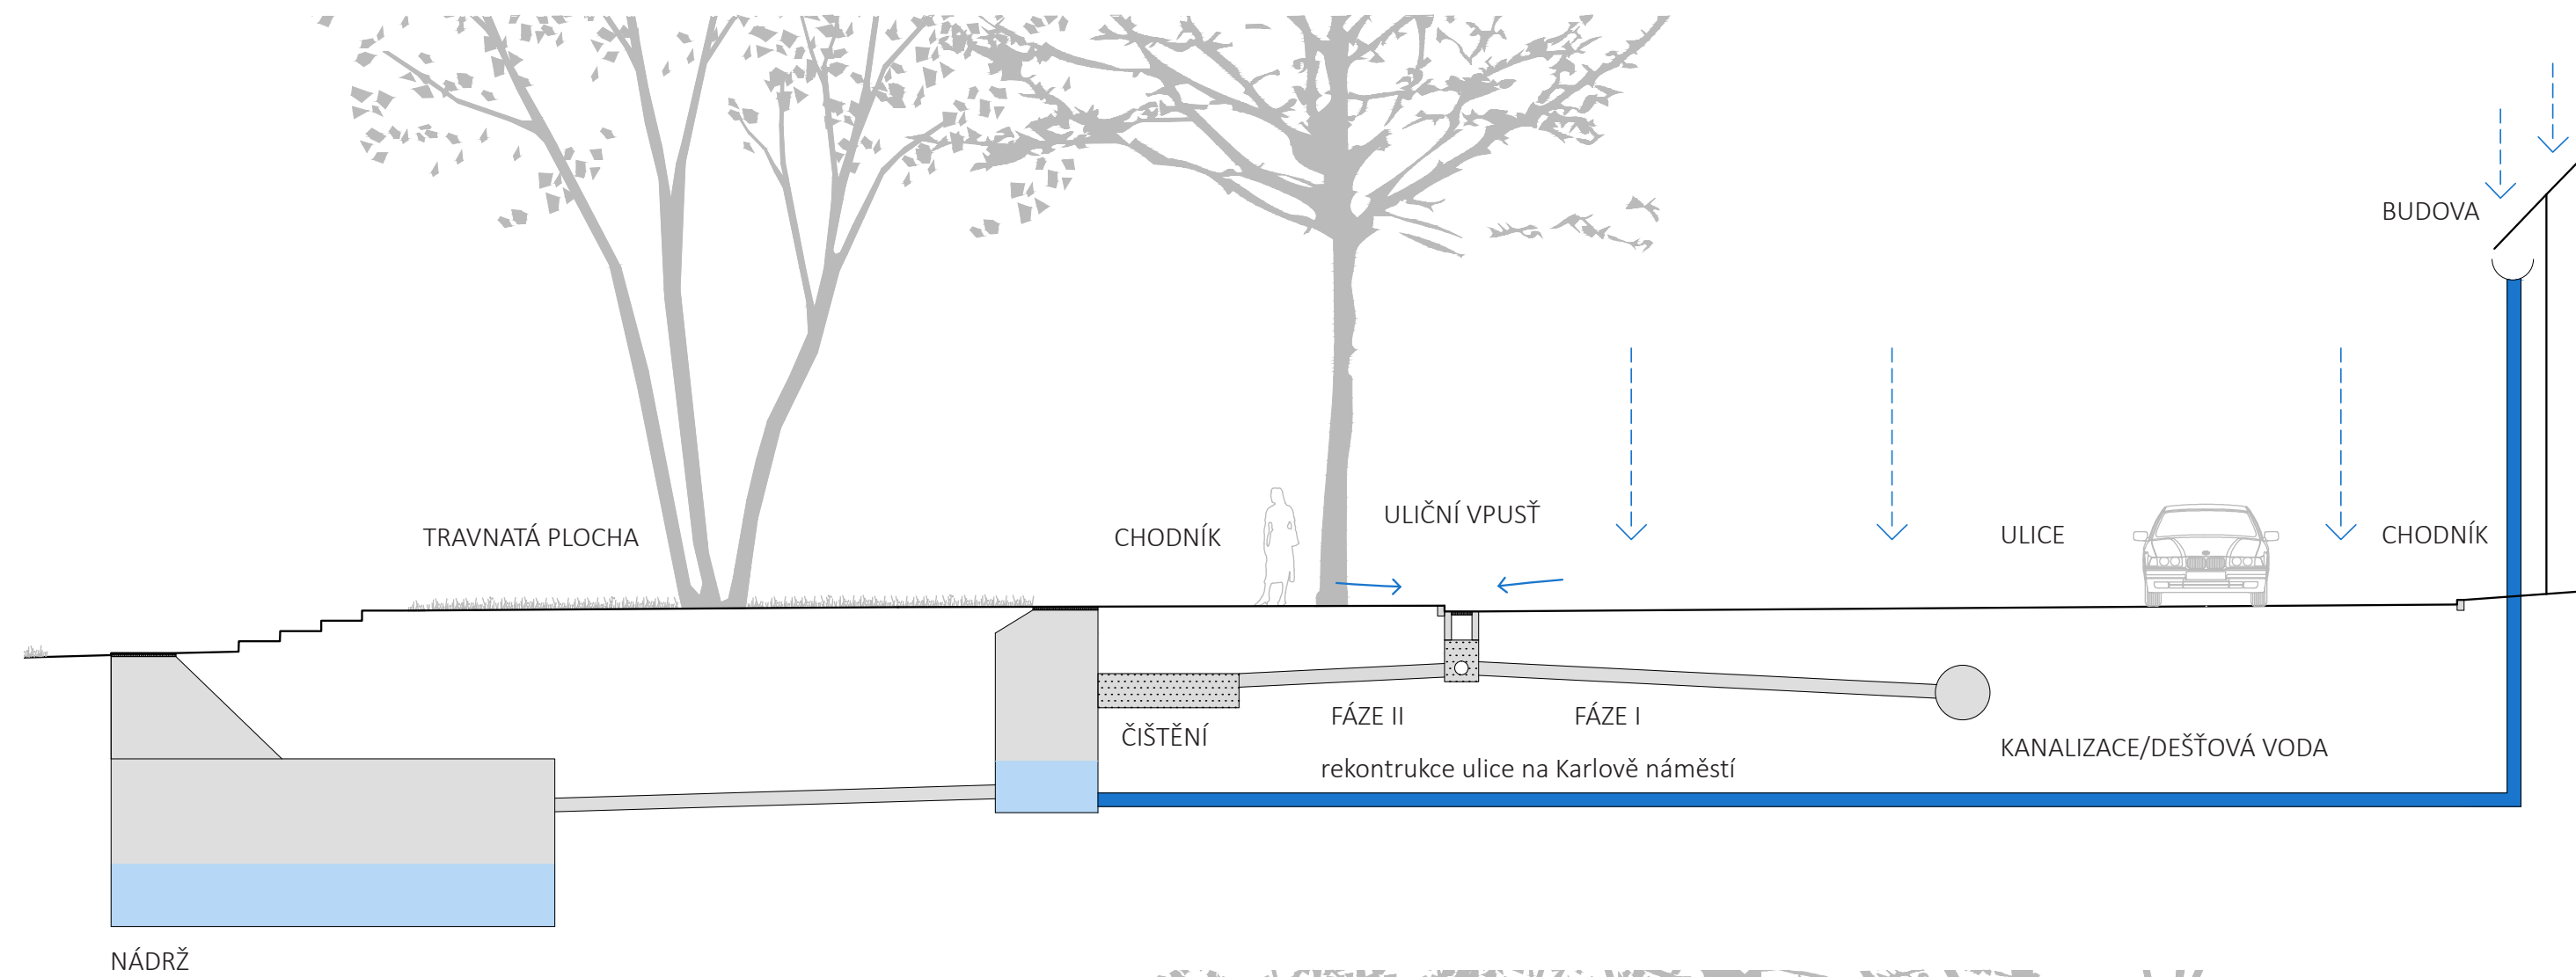 BUDOVA
ULIČNÍ VPUSŤ
TRAVNATÁ PLOCHA
CHODNÍK
ULICE
CHODNÍK
FÁZE II
FÁZE I
ČIŠTĚNÍ
KANALIZACE/DEŠŤOVÁ VODA
rekontrukce ulice na Karlově náměstí
NÁDRŽ